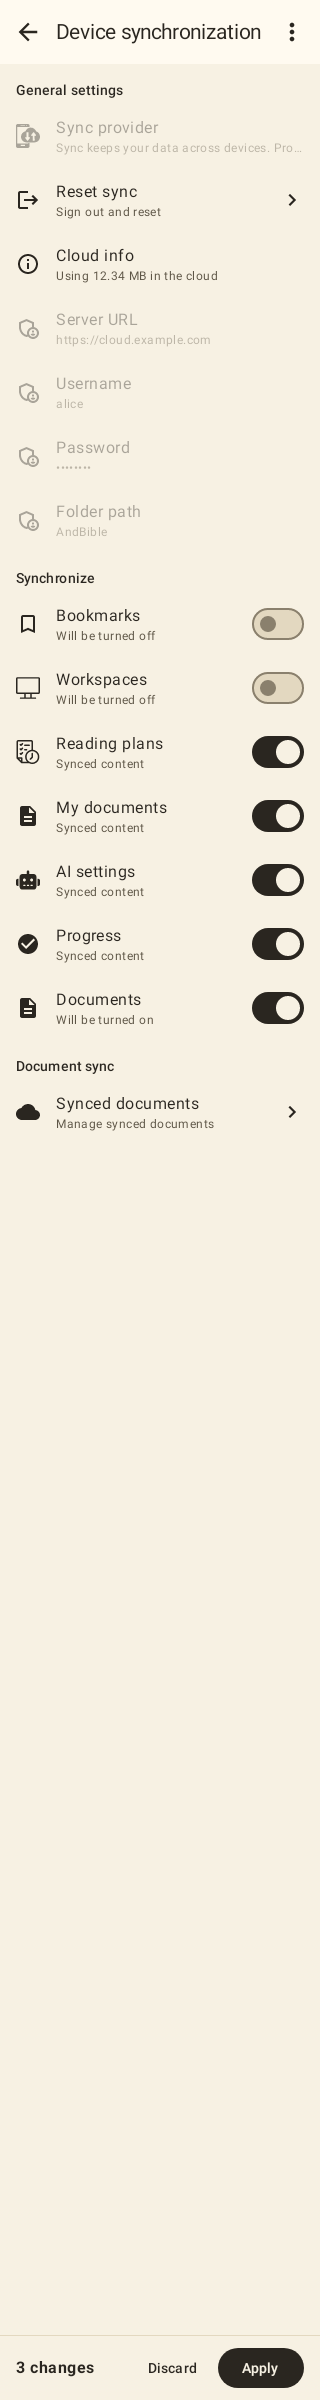 Device synchronization
General settings
Sync provider
Sync keeps your data across devices. Pro…
Reset sync
Sign out and reset
Cloud info
Using 12.34 MB in the cloud
Server URL
https://cloud.example.com
Username
alice
Password
••••••••
Folder path
AndBible
Synchronize
Bookmarks
Will be turned off
Workspaces
Will be turned off
Reading plans
Synced content
My documents
Synced content
AI settings
Synced content
Progress
Synced content
Documents
Will be turned on
Document sync
Synced documents
Manage synced documents
3 changes
Discard
Apply